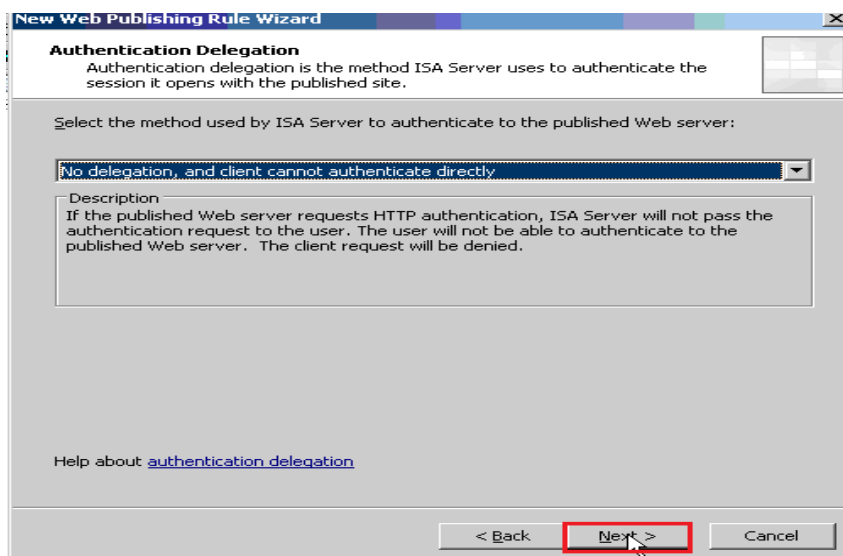 New Web Publishing Rule Wizard
Authentication Delegation
Authentication delegation is the method ISA Server uses to authenticate the
session it opens with the published site.
Select the method used by ISA Server to authenticate to the published Web server:
No delegation, and client cannot authenticate directly
Description
If the published Web server requests HTTP authentication, ISA Server will not pass the
authentication request to the user. The user will not be able to authenticate to the
published Web server.  The client request will be denied.
Help about authentication delegation
< Back
Next >
Cancel